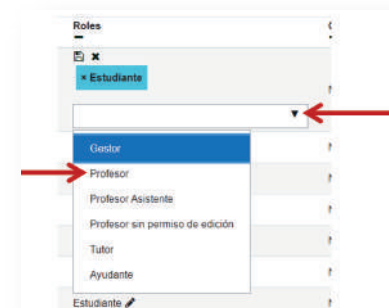 Roles
× Estudiante
Gestor
Profesor
Profesor Asistente
Profesor sin permiso de edición
Tutor
Ayudante
Estudiante